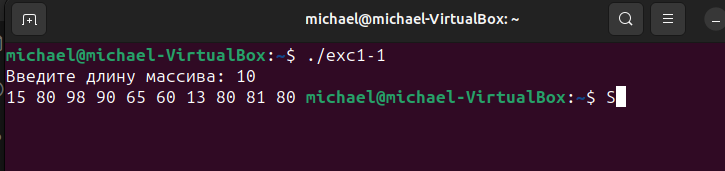 michael@michael-VirtualBox: ~
michael@michael-VirtualBox:~$ ./exc1-1
Введите длину массива: 10
15 80 98 90 65 60 13 80 81 80 michael@michael-VirtualBox:~$ S